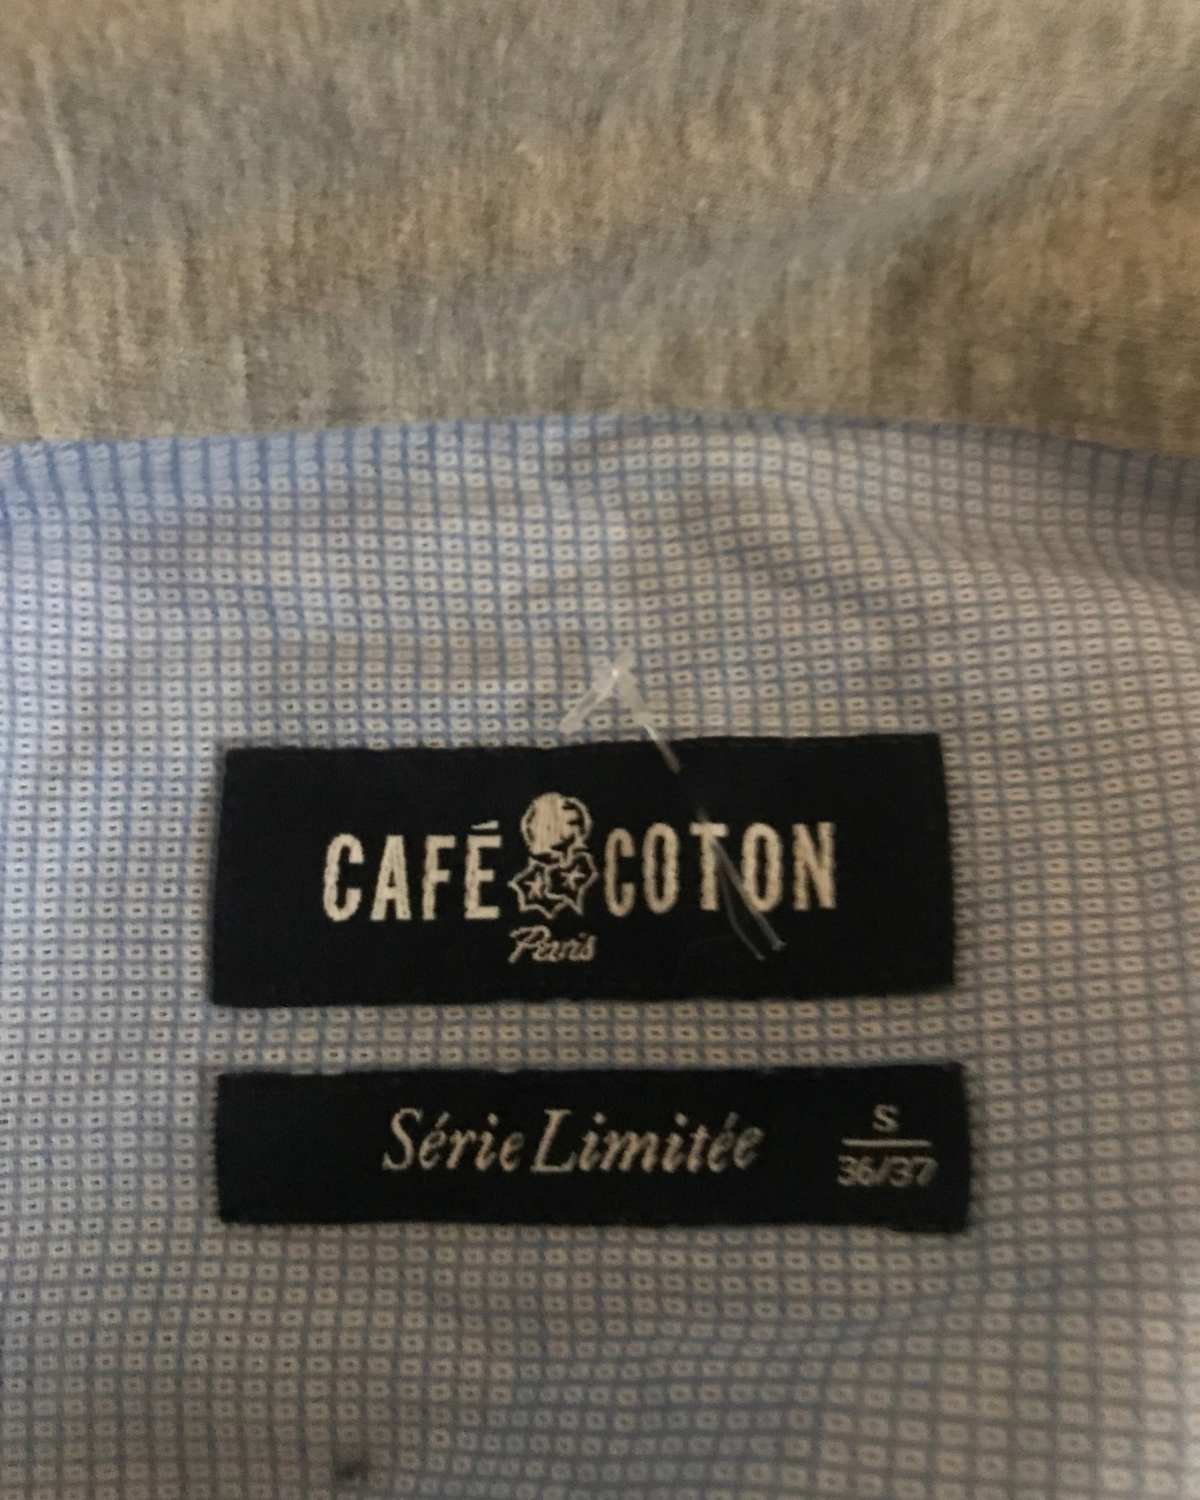 CAFÉ COTON
Paris
Série Limitée
S
36/37